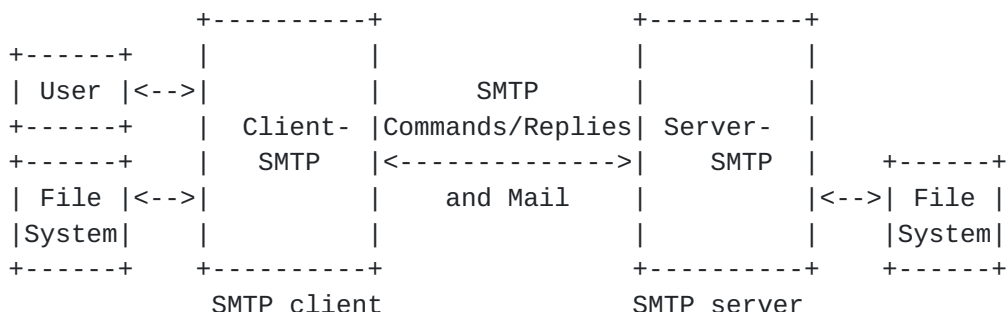 +----------+                +----------+
+------+    |          |                |          |
| User |<-->|          |      SMTP      |          |
+------+    |  Client- |Commands/Replies| Server-  |
+------+    |   SMTP   |<-------------->|    SMTP  |    +------+
| File |<-->|          |    and Mail    |          |<-->| File |
|System|    |          |                |          |    |System|
+------+    +----------+                +----------+    +------+
             SMTP client                SMTP server